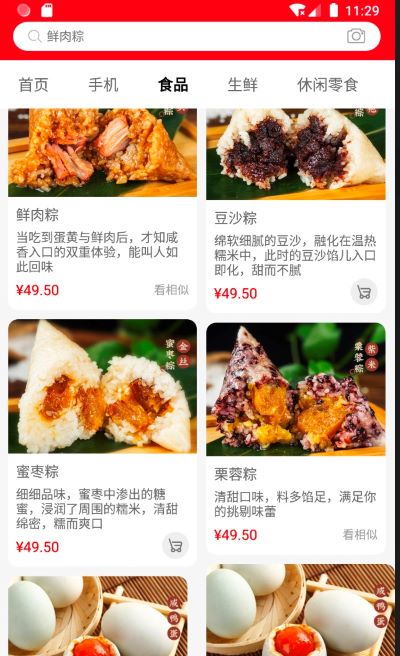 11:29
鲜肉粽
首页
手机
食品
生鲜
休闲零食
粽
粽
鲜肉粽
当吃到蛋黄与鲜肉后，才知咸
香入口的双重体验，能叫人如
此回味
¥49.50
看相似
豆沙粽
绵软细腻的豆沙，融化在温热
糯米中，此时的豆沙馅儿入口
即化，甜而不腻
¥49.50
金丝
蜜枣粽
蜜枣粽
细细品味，蜜枣中渗出的糖
蜜，浸润了周围的糯米，清甜
绵密，糯而爽口
¥49.50
紫米
栗蓉粽
栗蓉粽
清甜口味，料多馅足，满足你
的挑剔味蕾
¥49.50
看相似
咸鸭蛋
咸鸭蛋